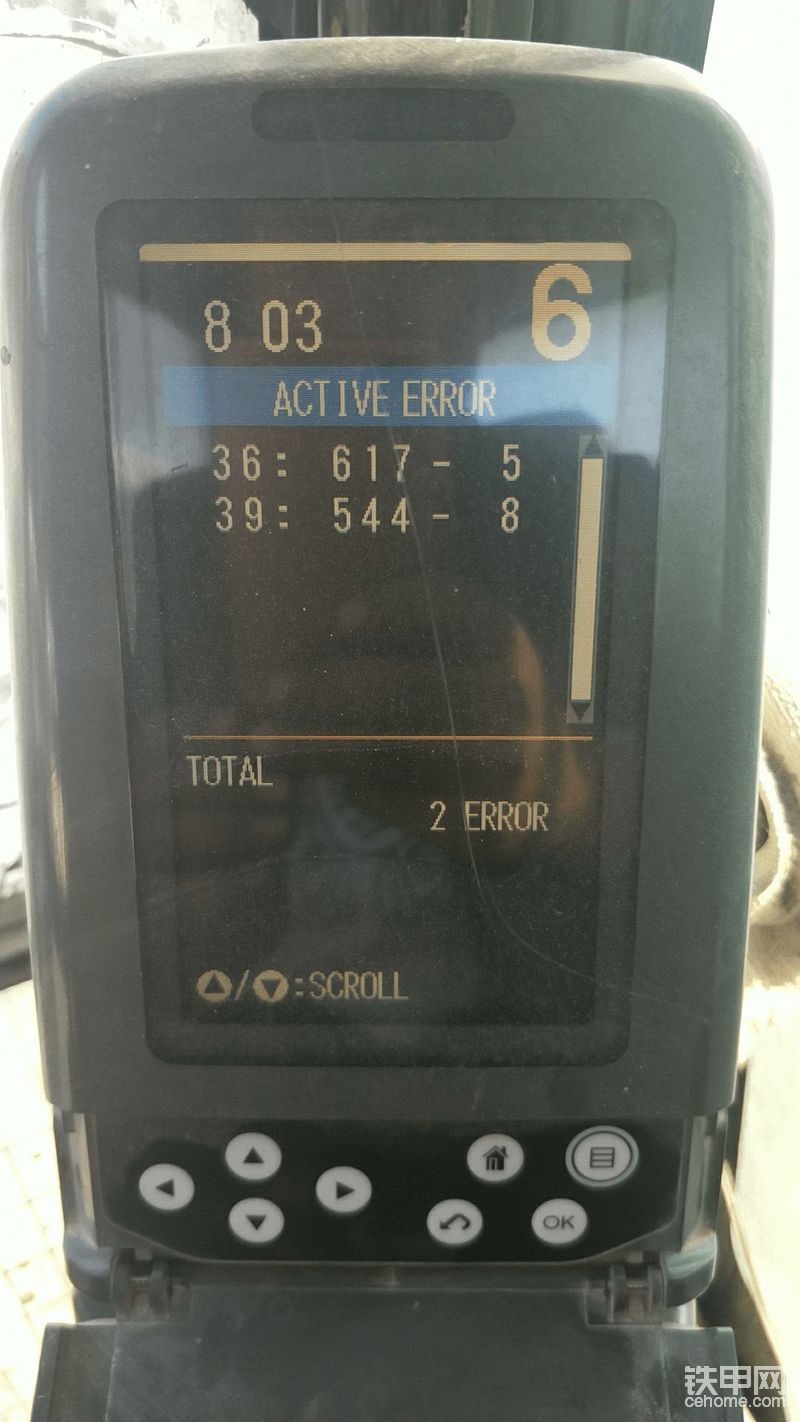 8 03
6
ACTIVE ERROR
36: 617- 5
39: 544- 8
TOTAL
2 ERROR
▲/▼:SCROLL
OK
铁甲网
cehome.com